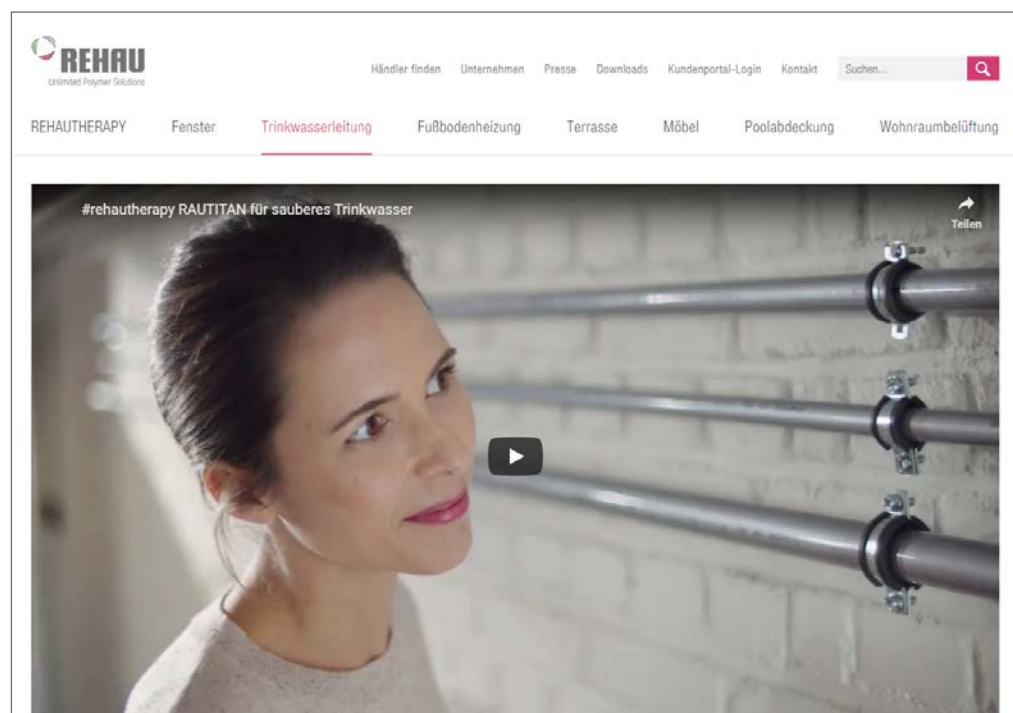 REHAU
Unlimited Polymer Solutions
Händler finden Unternehmen Presse Downloads Kundenportal-Login Kontakt Suchen...
REHAUTHERAPY Fenster Trinkwasserleitung Fußbodenheizung Terrasse Möbel Poolabdeckung Wohnraumbelüftung
#rehautherapy RAUTITAN für sauberes Trinkwasser
Teilen